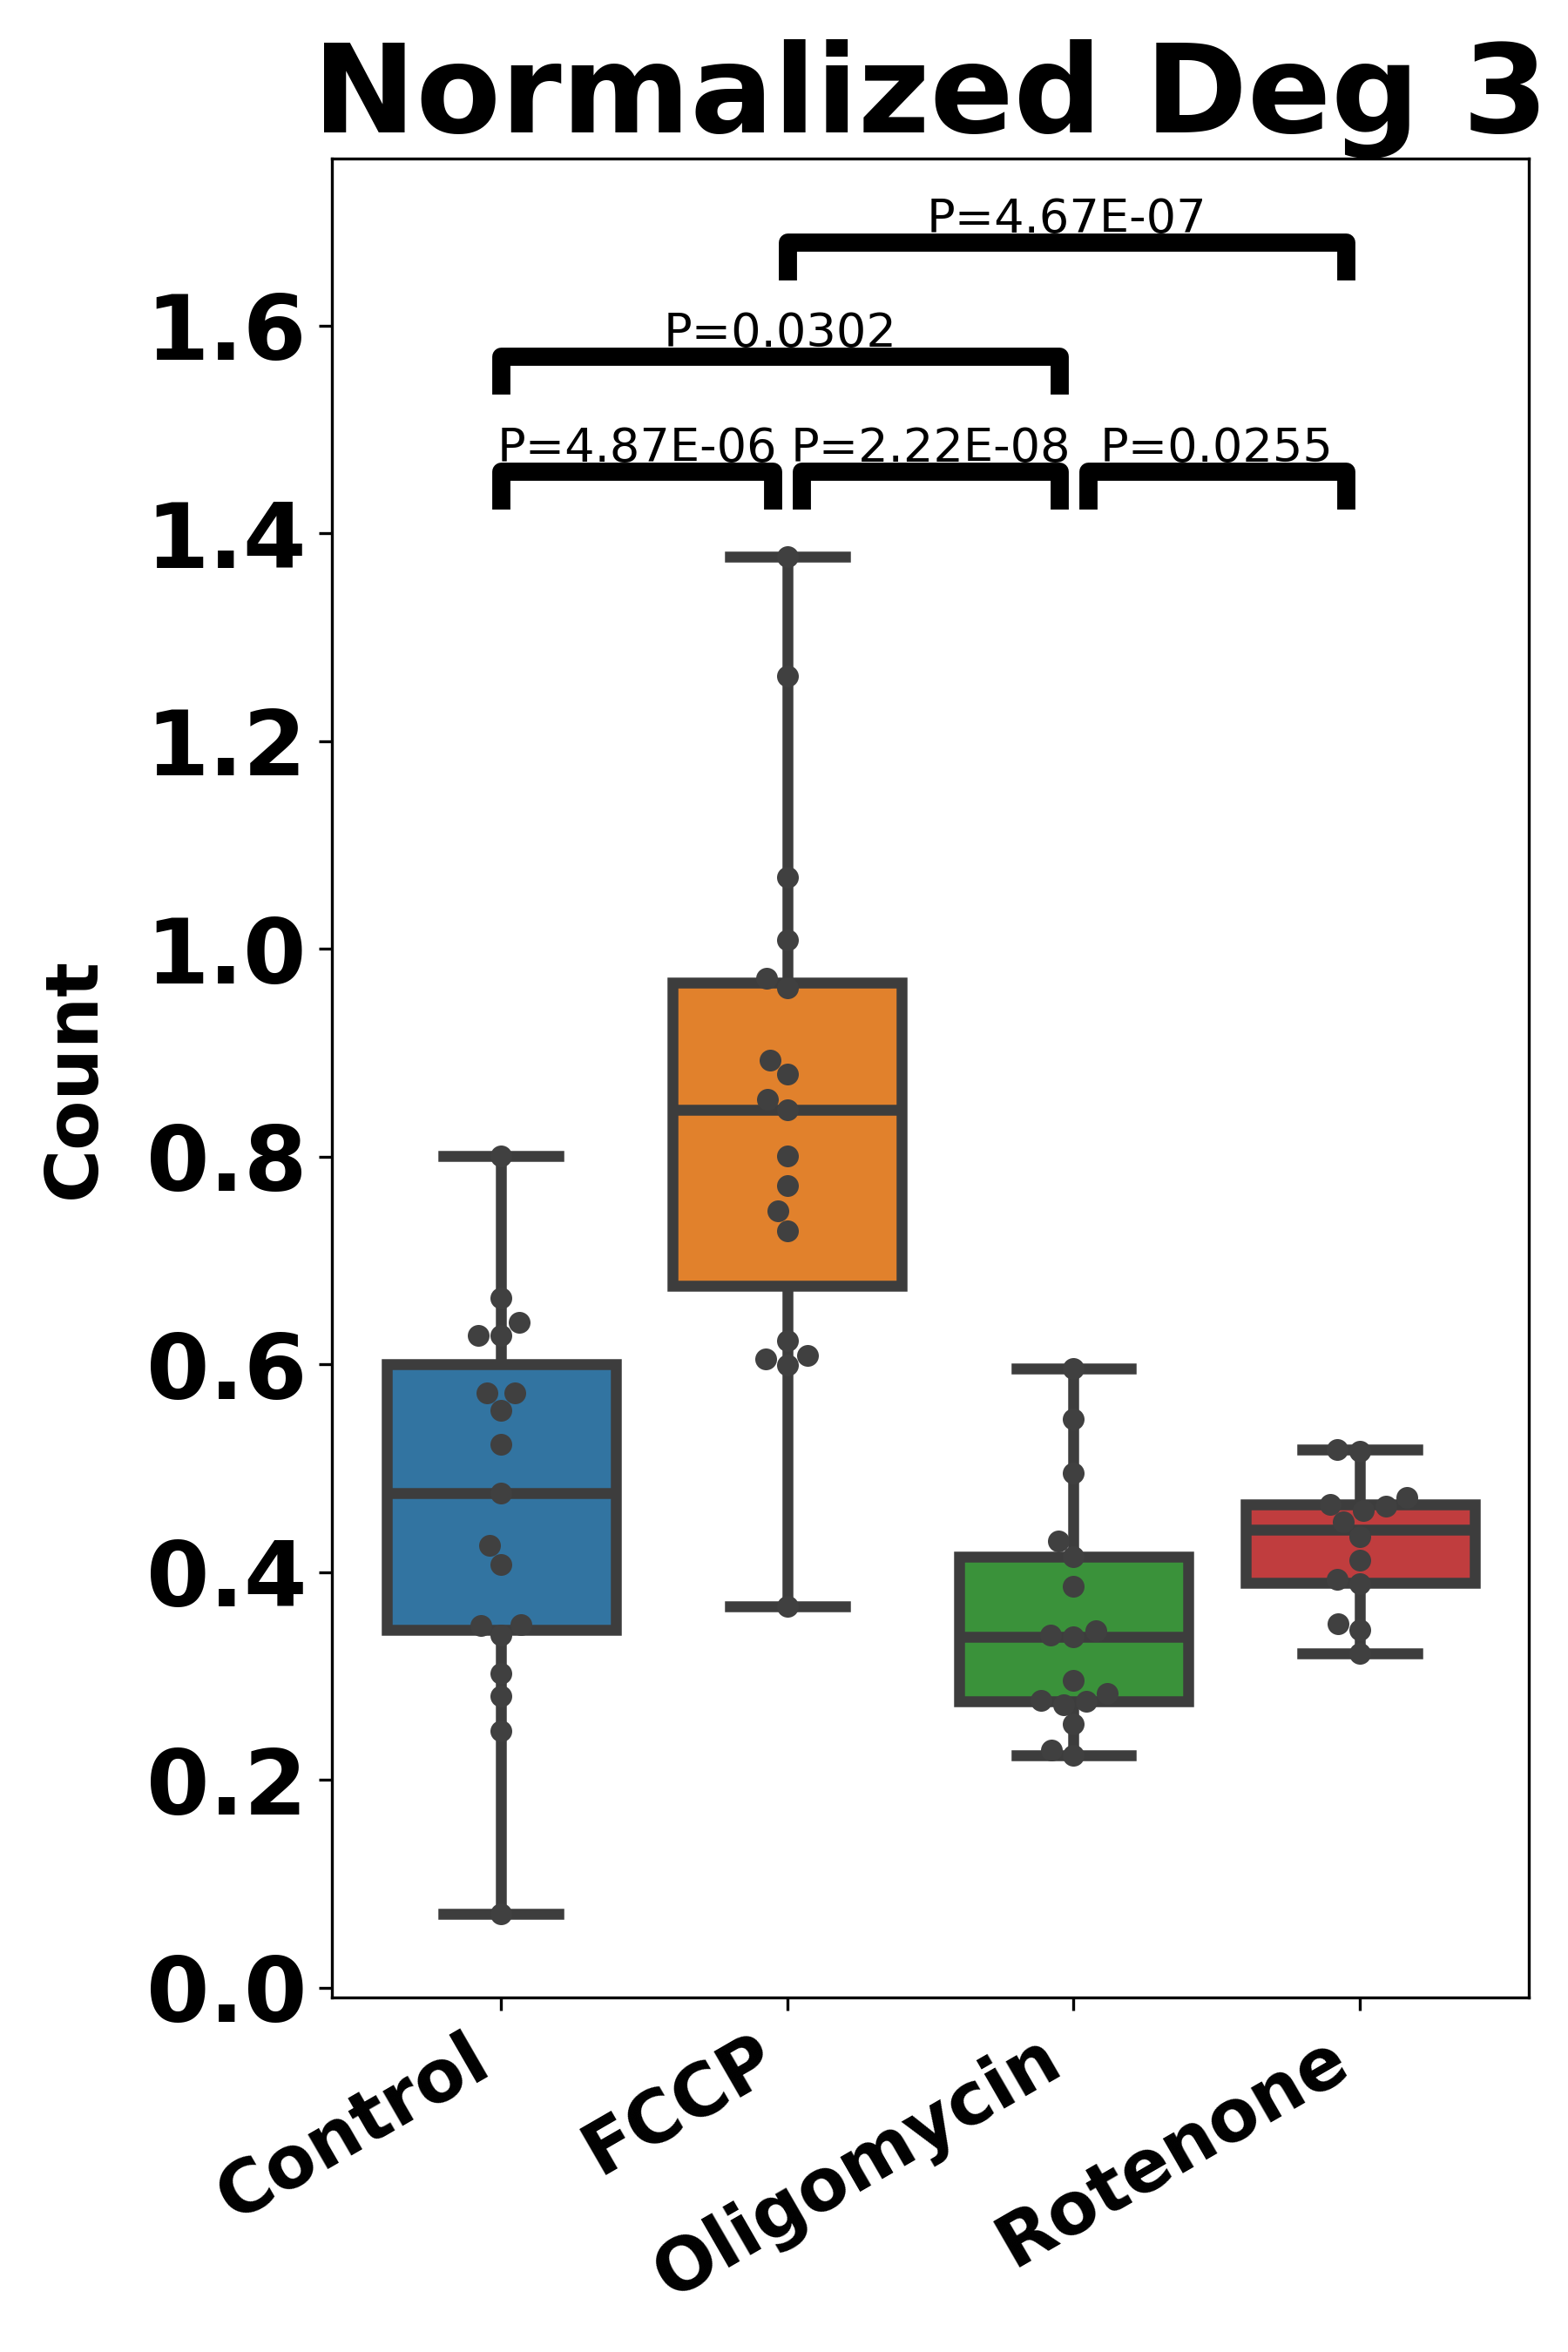 Normalized Deg 3
P=4.67E-07
P=0.0302
P=4.87E-06 P=2.22E-08 P=0.0255
1.6
1.4
1.2
1.0
0.8
0.6
0.4
0.2
0.0
Count
Control
FCCP
Oligomycin
Rotenone